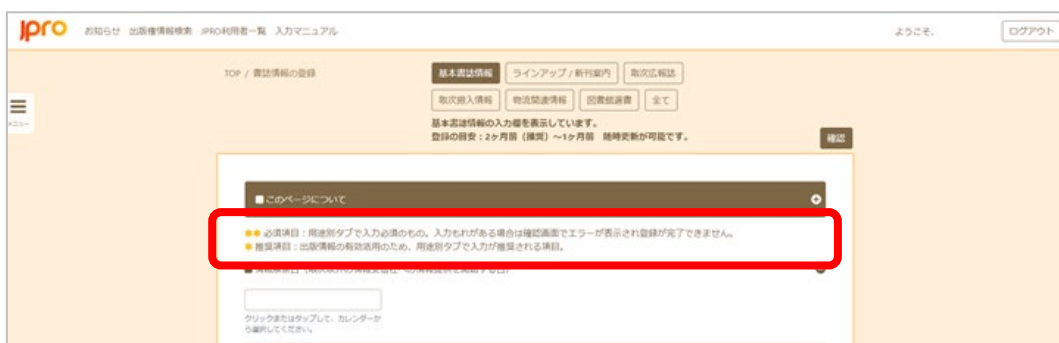 jpro お知らせ 出版権情報検索 JPRO利用者一覧 入力マニュアル ようこそ、 ログアウト
TOP / 書誌情報の登録 基本書誌情報 ラインアップ / 新刊案内 取次広報誌
取次搬入情報 物流関連情報 図書館選書 全て
メニュー
基本書誌情報の入力欄を表示しています。
登録の目安:2ヶ月前(推奨)~1ヶ月前 随時更新が可能です。
確認
■このページについて
必須項目:用途別タブで入力必須のもの。入力もれがある場合は確認画面でエラーが表示され登録が完了できません。
推奨項目:出版情報の有効活用のため、用途別タブで入力が推奨される項目。
クリックまたはタップして、カレンダーか
ら選択してください。